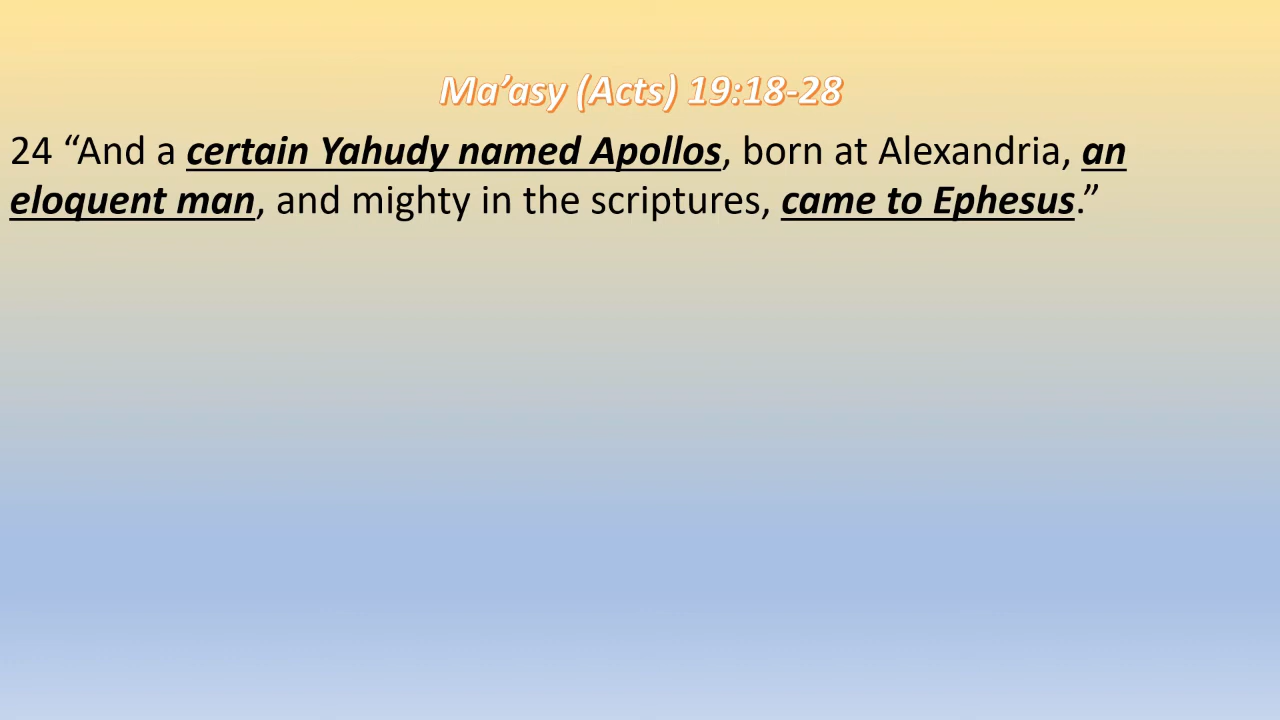 Ma’asy (Acts) 19:18-28
24 “And a certain Yahudy named Apollos, born at Alexandria, an
eloquent man, and mighty in the scriptures, came to Ephesus.”